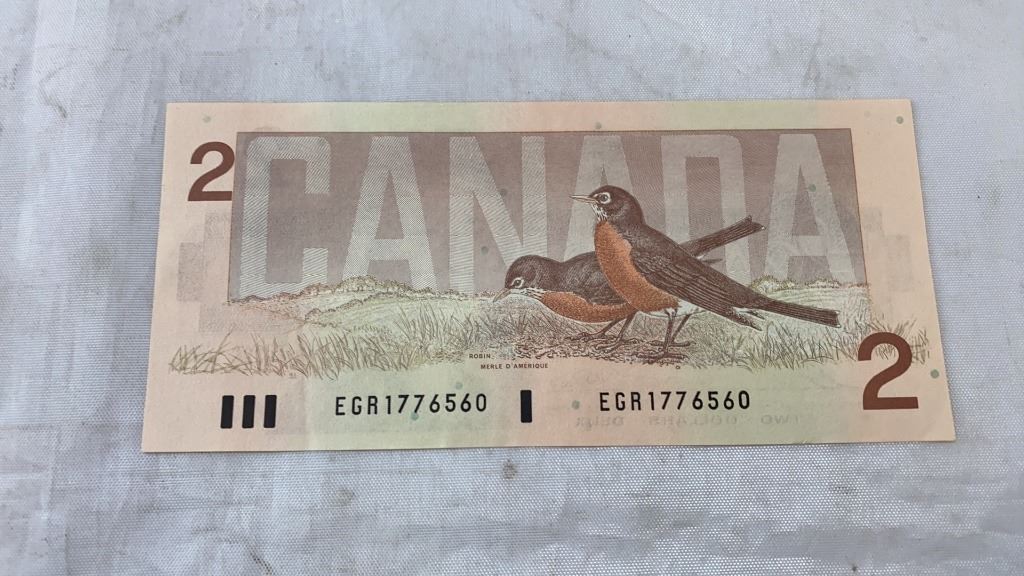 2
CANADA
ROBIN
MERLE D'AMERIQUE
2
EGR1776560 EGR1776560